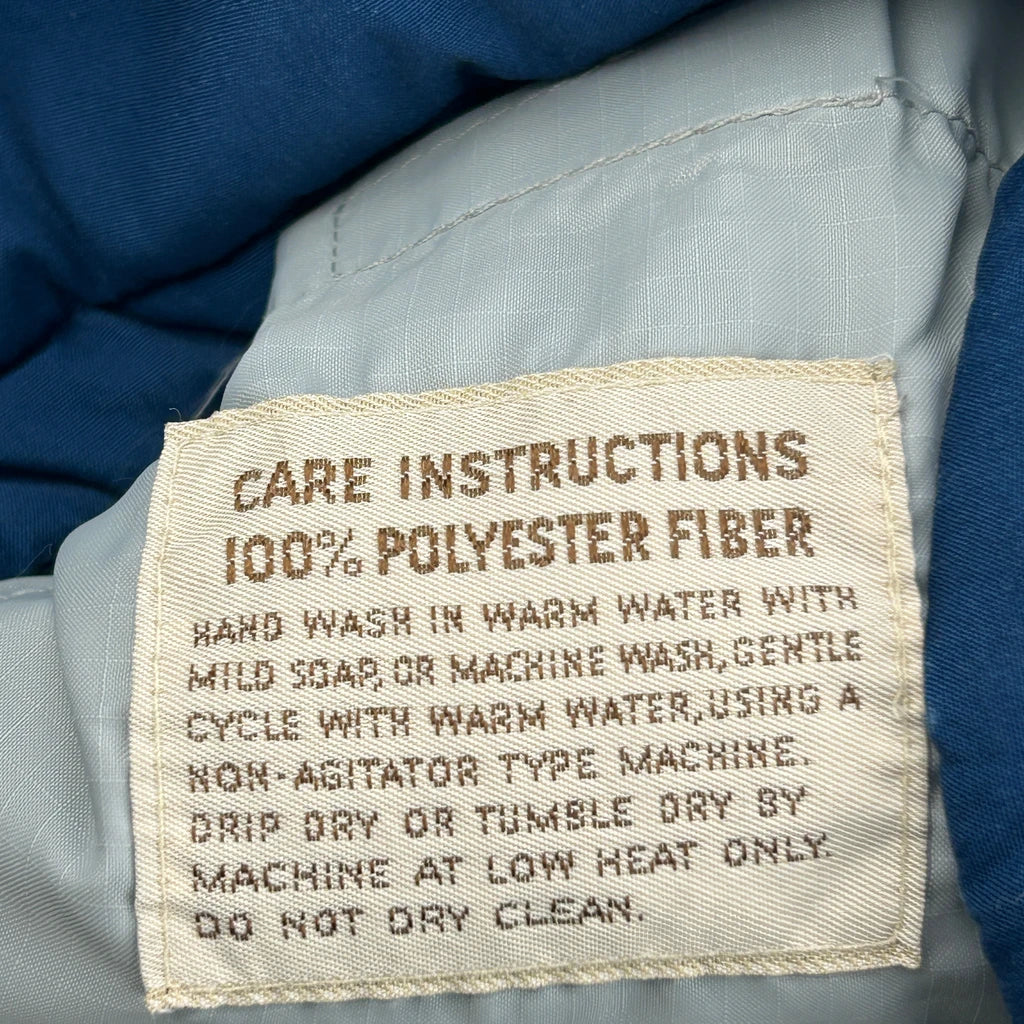 CARE INSTRUCTIONS
100% POLYESTER FIBER
HAND WASH IN WARM WATER WITH
MILD SOAP, OR MACHINE WASH, GENTLE
CYCLE WITH WARM WATER, USING A
NON-AGITATOR TYPE MACHINE.
DRIP DRY OR TUMBLE DRY BY
MACHINE AT LOW HEAT ONLY.
DO NOT DRY CLEAN.